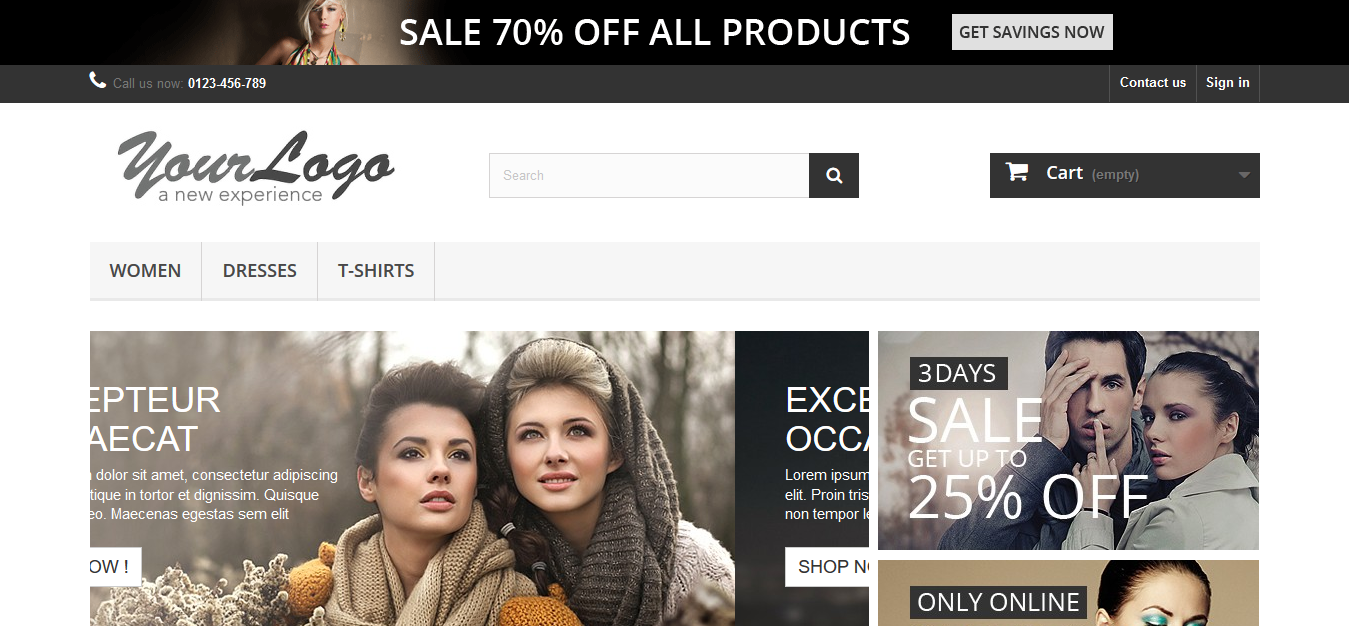 SALE 70% OFF ALL PRODUCTS
GET SAVINGS NOW
Call us now: 0123-456-789
Contact us
Sign in
YourLogo
a new experience
Search
Cart (empty)
WOMEN
DRESSES
T-SHIRTS
EPTEUR
AECAT
dolor sit amet, consectetur adipiscing
tique in tortor et dignissim. Quisque
eo. Maecenas egestas sem elit
OW !
EXCE
OCCA
Lorem ipsum
elit. Proin tris
non tempor le
SHOP NO
3 DAYS
SALE
GET UP TO
25% OFF
ONLY ONLINE